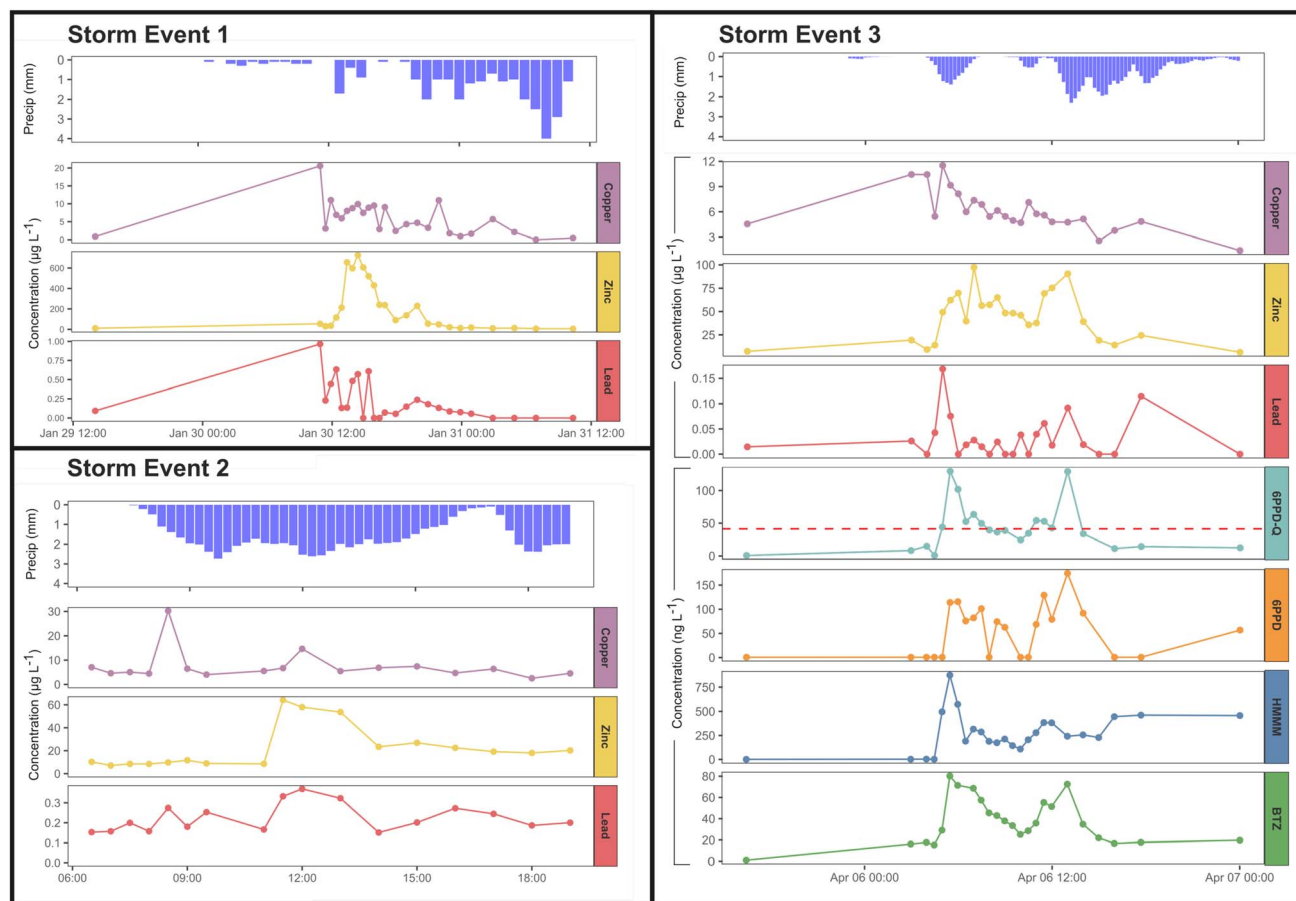 Storm Event 1
Precip (mm)
0
1
2
3
4
Concentration (µg L-1)
20
15
10
5
0
Copper
600
400
200
0
Zinc
1.00
0.75
0.50
0.25
0.00
Lead
Jan 29 12:00 Jan 30 00:00 Jan 30 12:00 Jan 31 00:00 Jan 31 12:00
Storm Event 2
Precip (mm)
0
1
2
3
4
Concentration (µg L-1)
30
20
10
0
Copper
60
40
20
0
Zinc
0.3
0.2
0.1
0.0
Lead
06:00 09:00 12:00 15:00 18:00
Storm Event 3
Precip (mm)
0
1
2
3
4
Concentration (µg L-1)
12
9
6
3
Copper
100
75
50
25
Zinc
0.15
0.10
0.05
0.00
Lead
Concentration (ng L-1)
100
50
0
6PPD-Q
150
100
50
0
6PPD
750
500
250
0
HMMM
80
60
40
20
0
BTZ
Apr 06 00:00 Apr 06 12:00 Apr 07 00:00